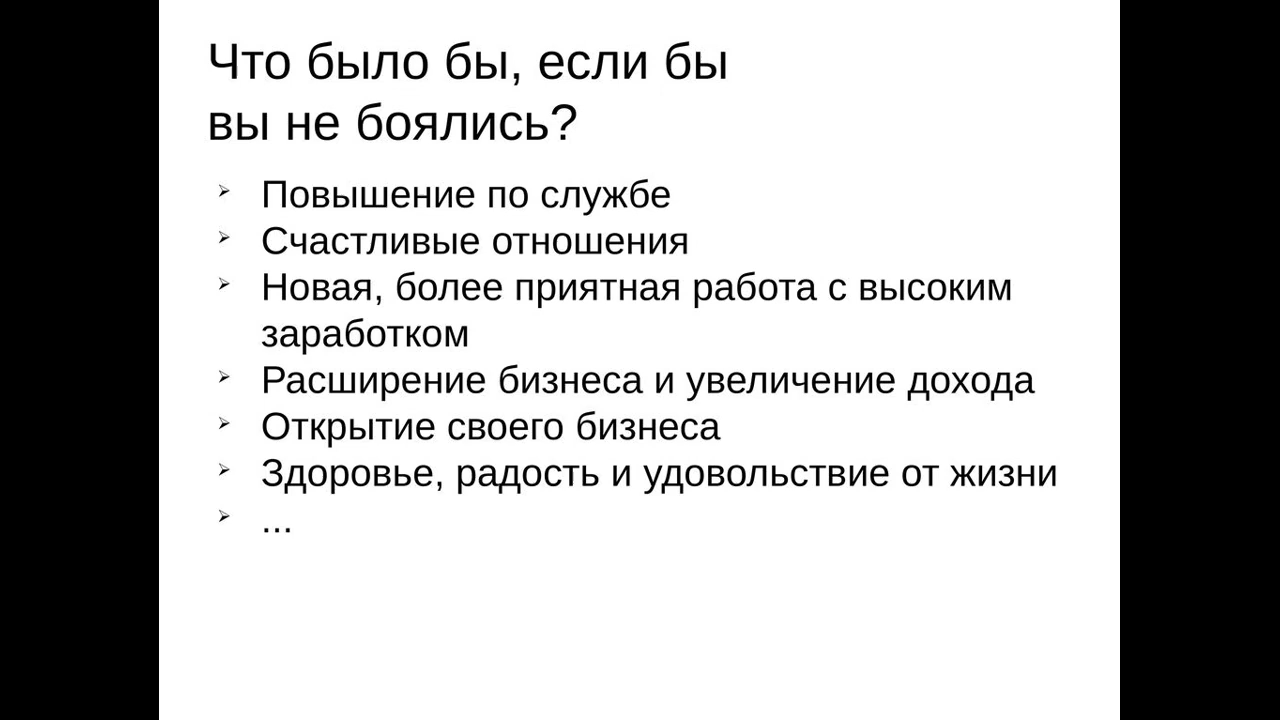 Что было бы, если бы
вы не боялись?
➢ Повышение по службе
➢ Счастливые отношения
➢ Новая, более приятная работа с высоким
заработком
➢ Расширение бизнеса и увеличение дохода
➢ Открытие своего бизнеса
➢ Здоровье, радость и удовольствие от жизни
➢ ...